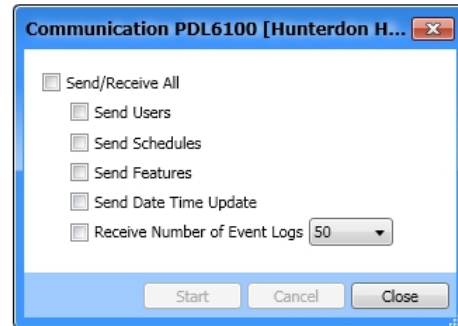 Communication PDL6100 [Hunterdon H...
Send/Receive All
Send Users
Send Schedules
Send Features
Send Date Time Update
Receive Number of Event Logs 50
Start Cancel Close